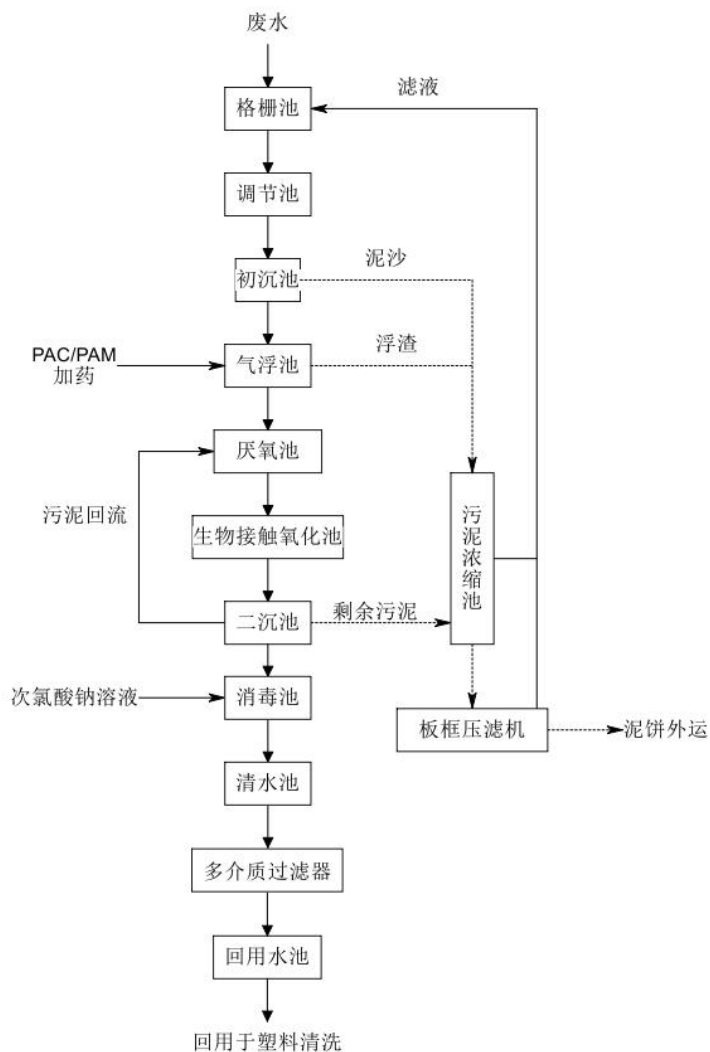 废水
滤液
格栅池
调节池
泥沙
初沉池
浮渣
PAC/PAM
加药
气浮池
厌氧池
污泥回流
生物接触氧化池
污泥浓缩池
剩余污泥
二沉池
次氯酸钠溶液
消毒池
板框压滤机
泥饼外运
清水池
多介质过滤器
回用水池
回用于塑料清洗